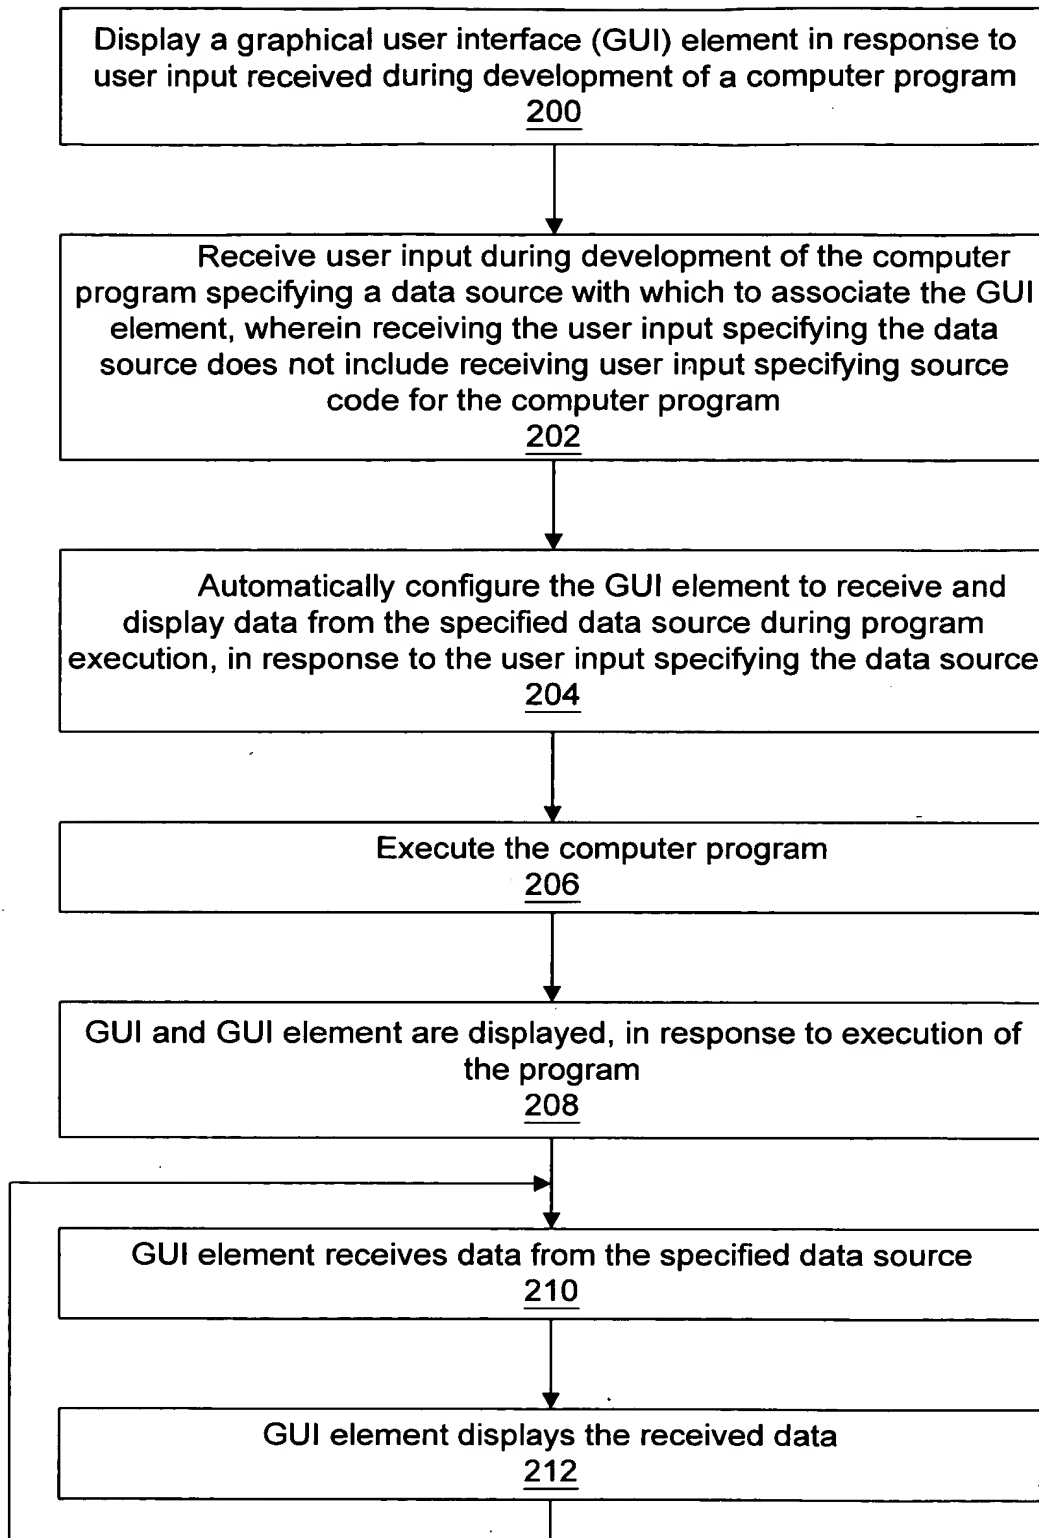 Display a graphical user interface (GUI) element in response to
user input received during development of a computer program
200
Receive user input during development of the computer
program specifying a data source with which to associate the GUI
element, wherein receiving the user input specifying the data
source does not include receiving user input specifying source
code for the computer program
202
Automatically configure the GUI element to receive and
display data from the specified data source during program
execution, in response to the user input specifying the data source
204
Execute the computer program
206
GUI and GUI element are displayed, in response to execution of
the program
208
GUI element receives data from the specified data source
210
GUI element displays the received data
212